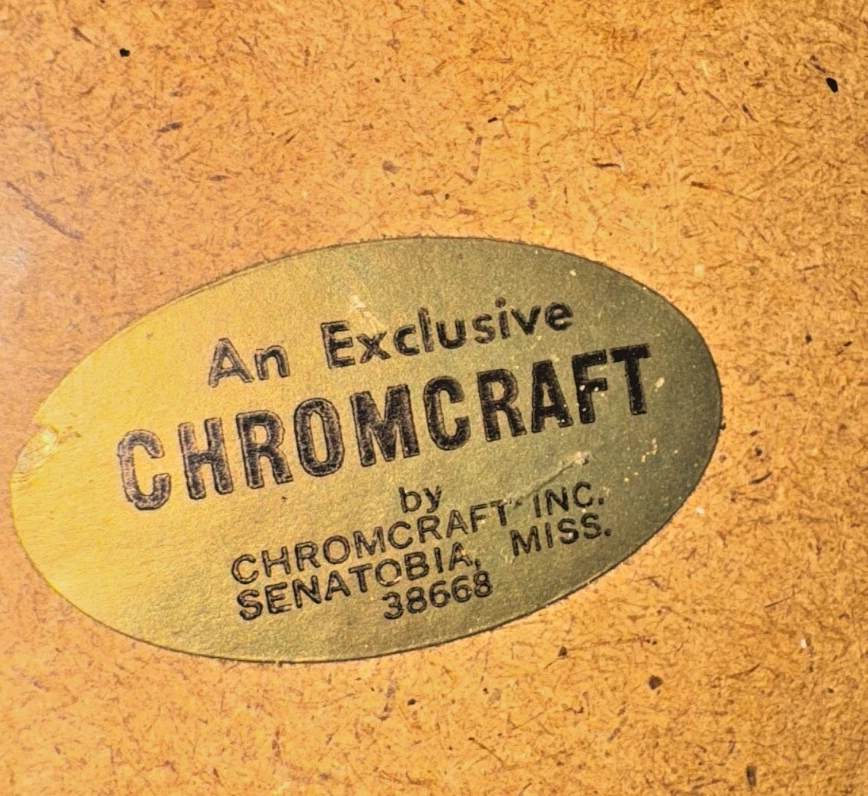 An Exclusive
CHROMCRAFT
by
CHROMCRAFT INC.
SENATOBIA, MISS.
38668